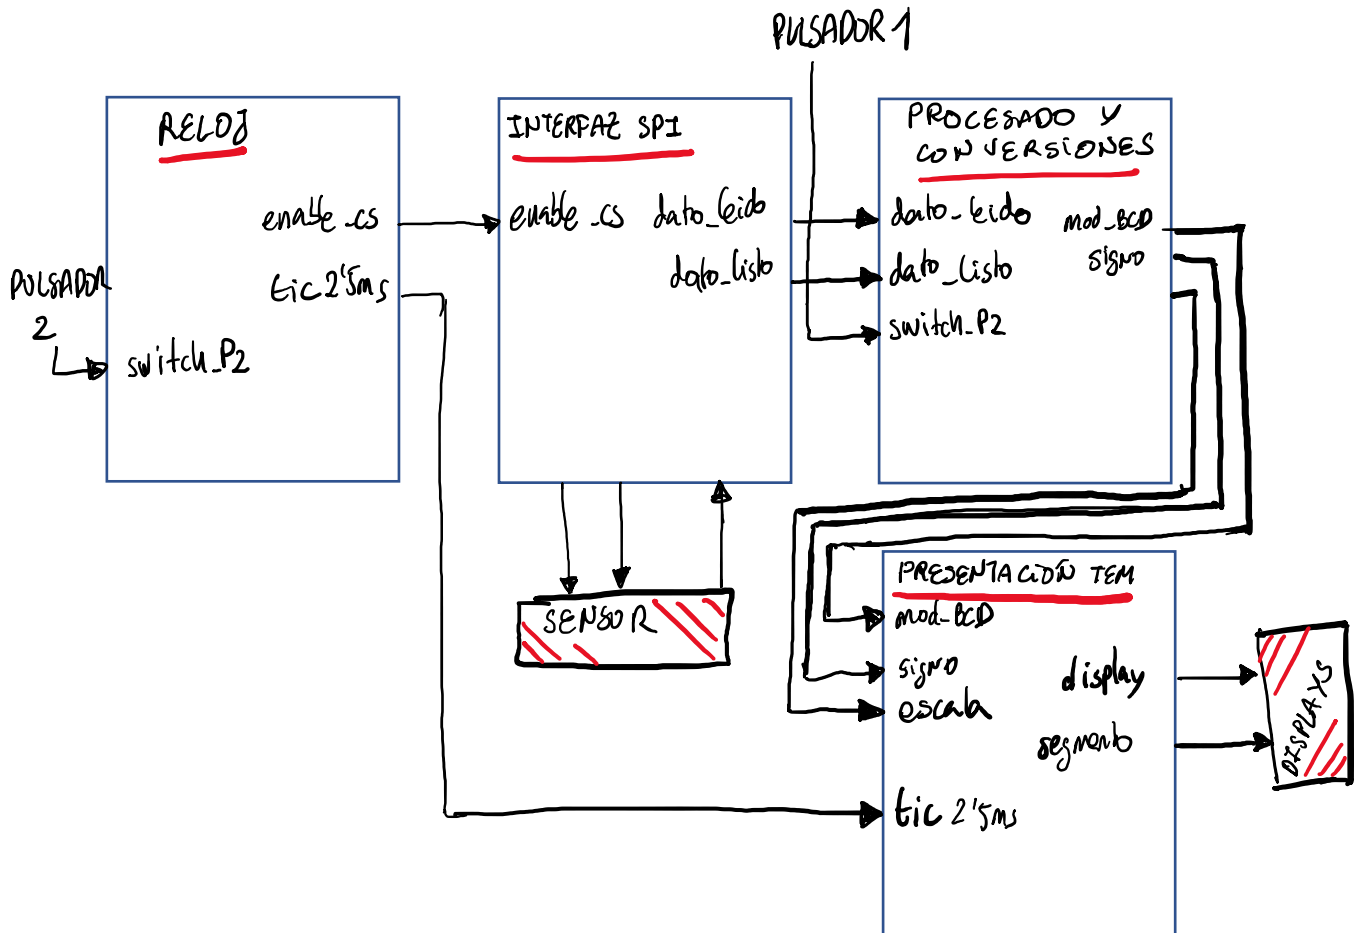 PULSADOR 1
RELOJ
enable_cs
tic 2'5ms
PULSADOR
2
switch_P2
INTERFAZ SPI
enable_cs
dato_leido
dato_listo
PROCESADO Y
CONVERSIONES
dato_leido
dato_listo
switch_P2
mod_BCD
signo
SENSOR
PRESENTACIÓN TEM
mod_BCD
signo
escala
tic 2'5ms
display
segmento
DISPLAYS